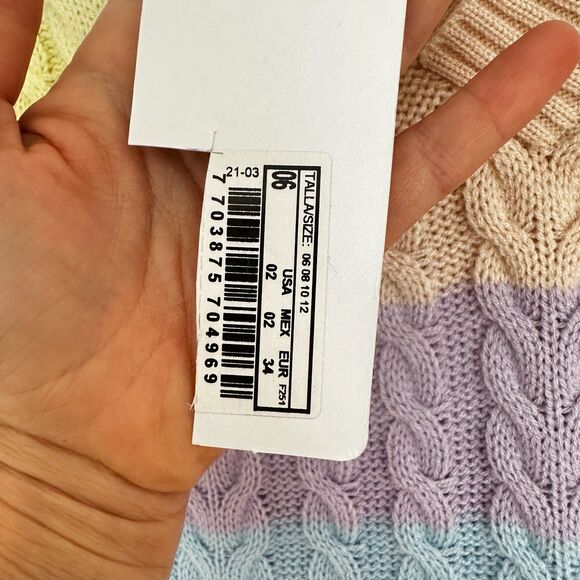 21-03
7 703875 704969
TALLA/SIZE: 06 08 10 12
06
USA MEX EUR F251
02 02 34